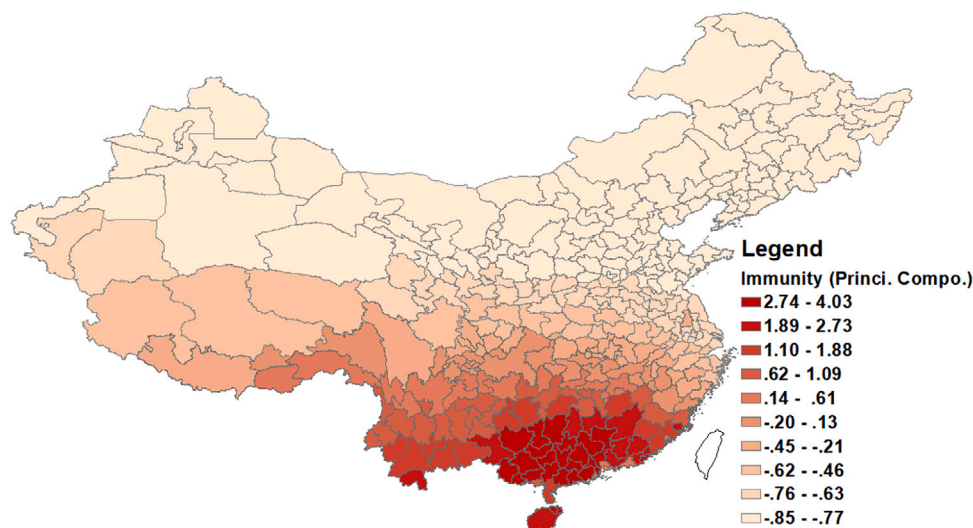 Legend
Immunity (Princi. Compo.)
2.74 - 4.03
1.89 - 2.73
1.10 - 1.88
.62 - 1.09
.14 - .61
-.20 - .13
-.45 - -.21
-.62 - -.46
-.76 - -.63
-.85 - -.77